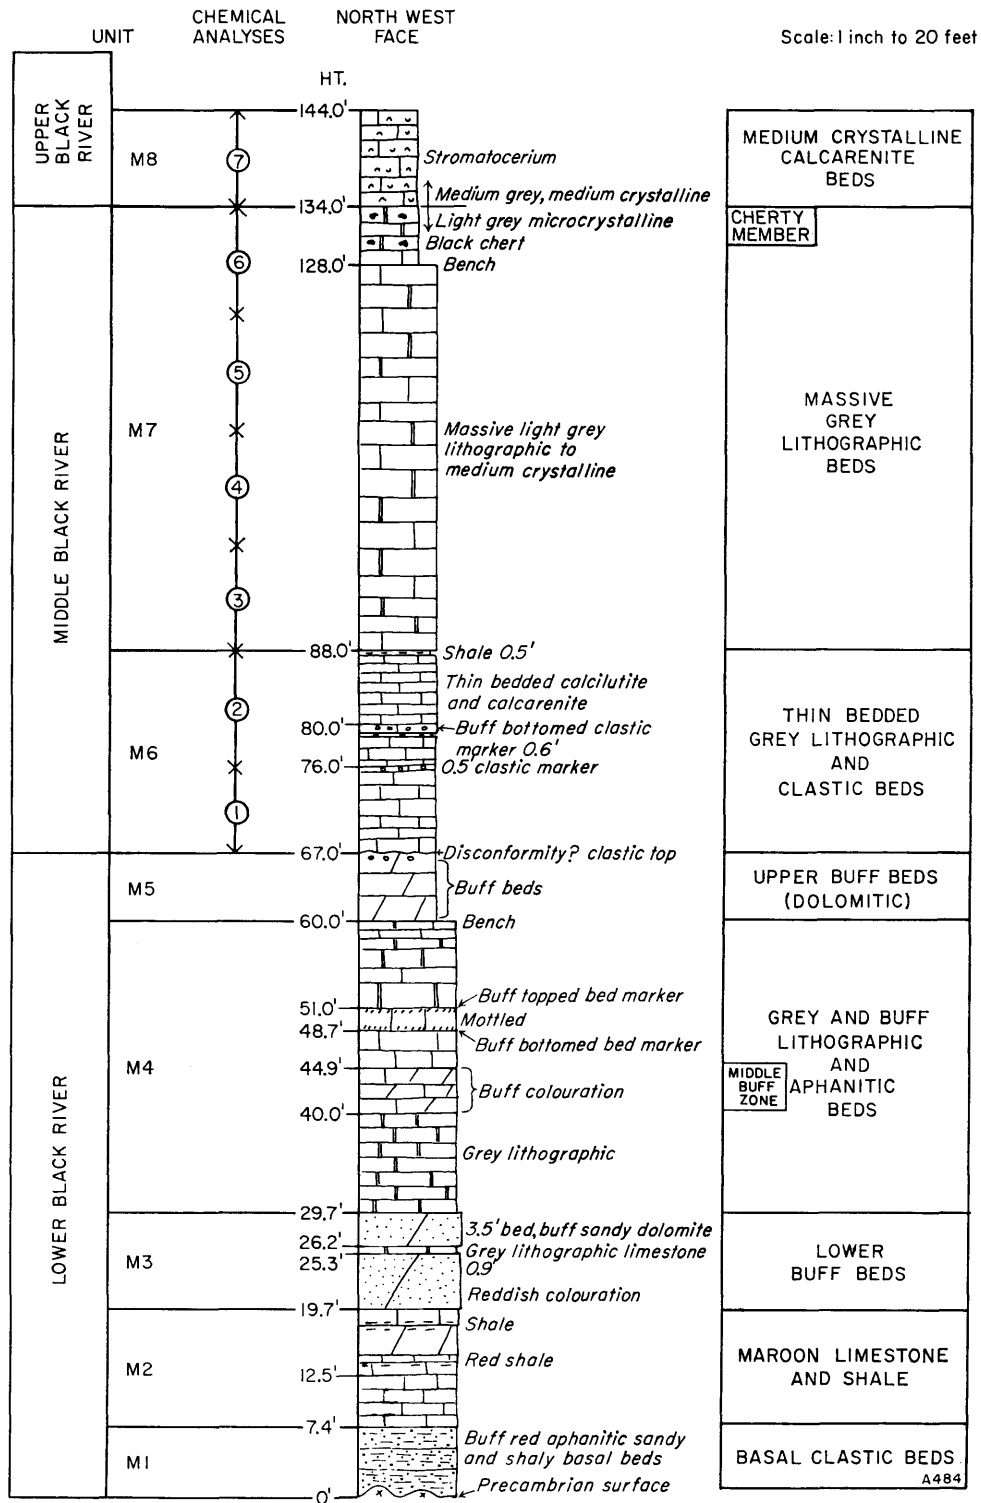 UNIT
CHEMICAL
ANALYSES
NORTH WEST
FACE
Scale: 1 inch to 20 feet
HT.
UPPER
BLACK
RIVER
MIDDLE BLACK RIVER
LOWER BLACK RIVER
M8
M7
M6
M5
M4
M3
M2
M1
7
6
5
4
3
2
1
144.0'
134.0'
128.0'
88.0'
80.0'
76.0'
67.0'
60.0'
51.0'
48.7'
44.9'
40.0'
29.7'
26.2'
25.3'
19.7'
12.5'
7.4'
0'
Stromatocerium
Medium grey, medium crystalline
Light grey microcrystalline
Black chert
Bench
Massive light grey
lithographic to
medium crystalline
Shale 0.5'
Thin bedded calcilutite
and calcarenite
Buff bottomed clastic
marker 0.6'
0.5' clastic marker
Disconformity? clastic top
Buff beds
Bench
Buff topped bed marker
Mottled
Buff bottomed bed marker
Buff colouration
Grey lithographic
3.5' bed, buff sandy dolomite
Grey lithographic limestone
0.9'
Reddish colouration
Shale
Red shale
Buff red aphanitic sandy
and shaly basal beds
Precambrian surface
MEDIUM CRYSTALLINE
CALCARENITE
BEDS
CHERTY
MEMBER
MASSIVE
GREY
LITHOGRAPHIC
BEDS
THIN BEDDED
GREY LITHOGRAPHIC
AND
CLASTIC BEDS
UPPER BUFF BEDS
(DOLOMITIC)
GREY AND BUFF
LITHOGRAPHIC
AND
APHANITIC
BEDS
MIDDLE
BUFF
ZONE
LOWER
BUFF BEDS
MAROON LIMESTONE
AND SHALE
BASAL CLASTIC BEDS
A484